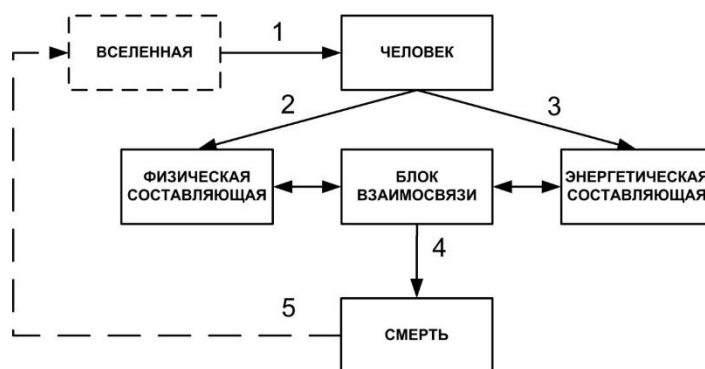 1
ВСЕЛЕННАЯ
ЧЕЛОВЕК
2
3
ФИЗИЧЕСКАЯ
СОСТАВЛЯЮЩАЯ
БЛОК
ВЗАИМОСВЯЗИ
ЭНЕРГЕТИЧЕСКАЯ
СОСТАВЛЯЮЩАЯ
4
5
СМЕРТЬ